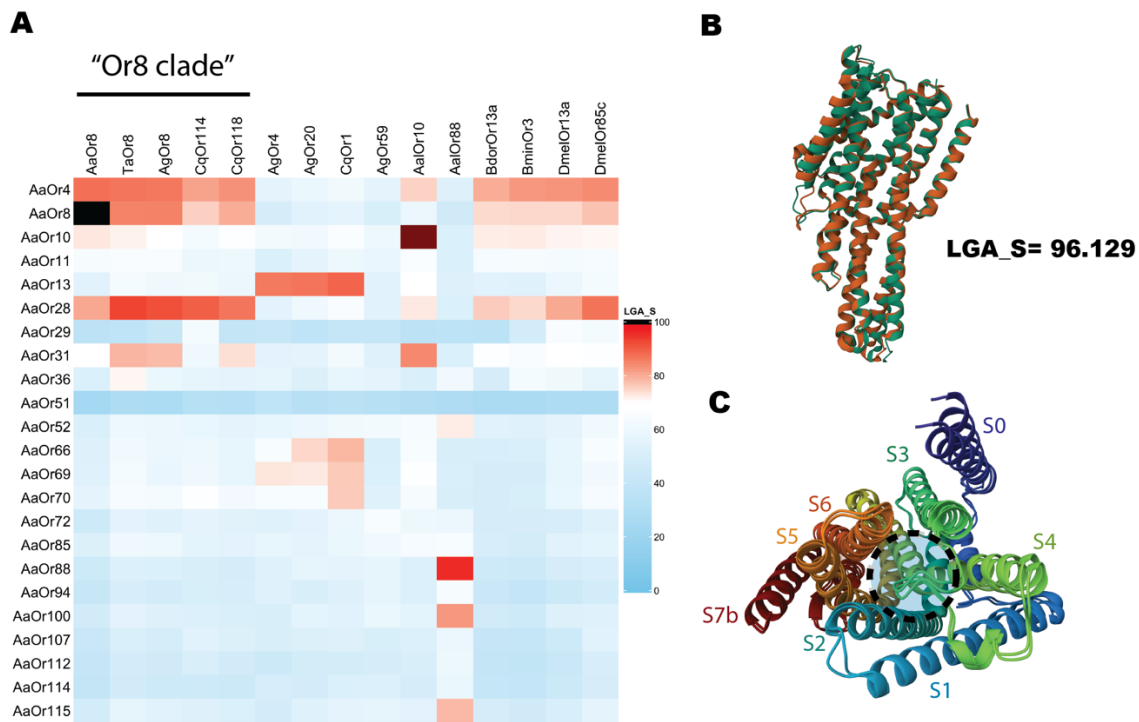 A
"Or8 clade"
AaOr8
TaOr8
AgOr8
CqOr114
CqOr118
AgOr4
AgOr20
CqOr1
AgOr59
AalOr10
AalOr88
BdorOr13a
BminOr3
DmelOr13a
DmelOr85c
AaOr4
AaOr8
AaOr10
AaOr11
AaOr13
AaOr28
AaOr29
AaOr31
AaOr36
AaOr51
AaOr52
AaOr66
AaOr69
AaOr70
AaOr72
AaOr85
AaOr88
AaOr94
AaOr100
AaOr107
AaOr112
AaOr114
AaOr115
LGA_S
100
80
60
40
20
0
B
LGA_S= 96.129
C
S0
S3
S6
S5
S4
S7b
S2
S1